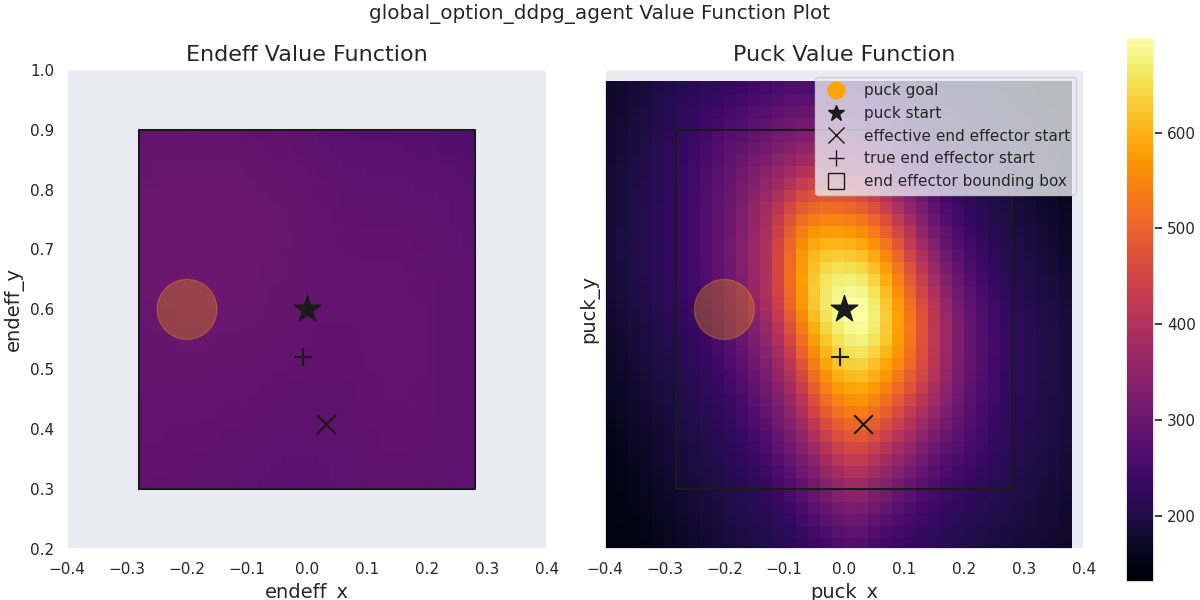 global_option_ddpg_agent Value Function Plot
Endeff Value Function
1.0
0.9
0.8
0.7
0.6
0.5
0.4
0.3
0.2
endeff_y
−0.4 −0.3 −0.2 −0.1 0.0 0.1 0.2 0.3 0.4
endeff_x
Puck Value Function
puck goal
puck start
effective end effector start
true end effector start
end effector bounding box
puck_y
−0.4 −0.3 −0.2 −0.1 0.0 0.1 0.2 0.3 0.4
puck_x
600
500
400
300
200